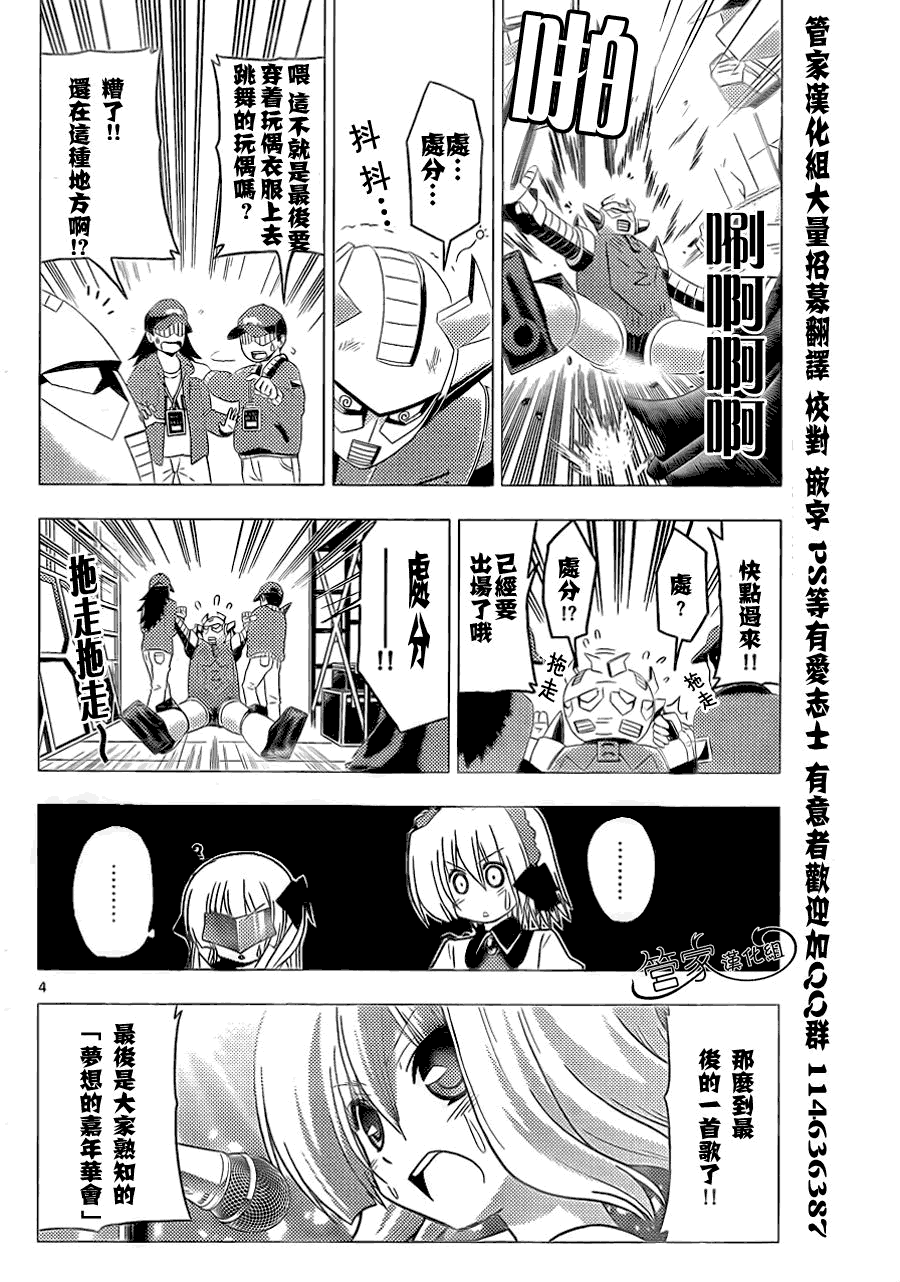 啪
唰啊啊啊
處…
處分…
抖
抖…
喂 這不就是最後要
穿着玩偶衣服上去
跳舞的玩偶嗎?
糟了!!
還在這種地方啊!?
快點過來!!
處?
處分!?
已經要
出場了哦
拖走
拖走
——處分
——!!
拖走拖走~
………
?
………
那麼到最
後的一首歌了!!
最後是大家熟知的
「夢想的嘉年華會」
4
管家漢化組
管家漢化組大量招募翻譯 校對 嵌字 PS等有愛志士 有意者歡迎加QQ群 11463387